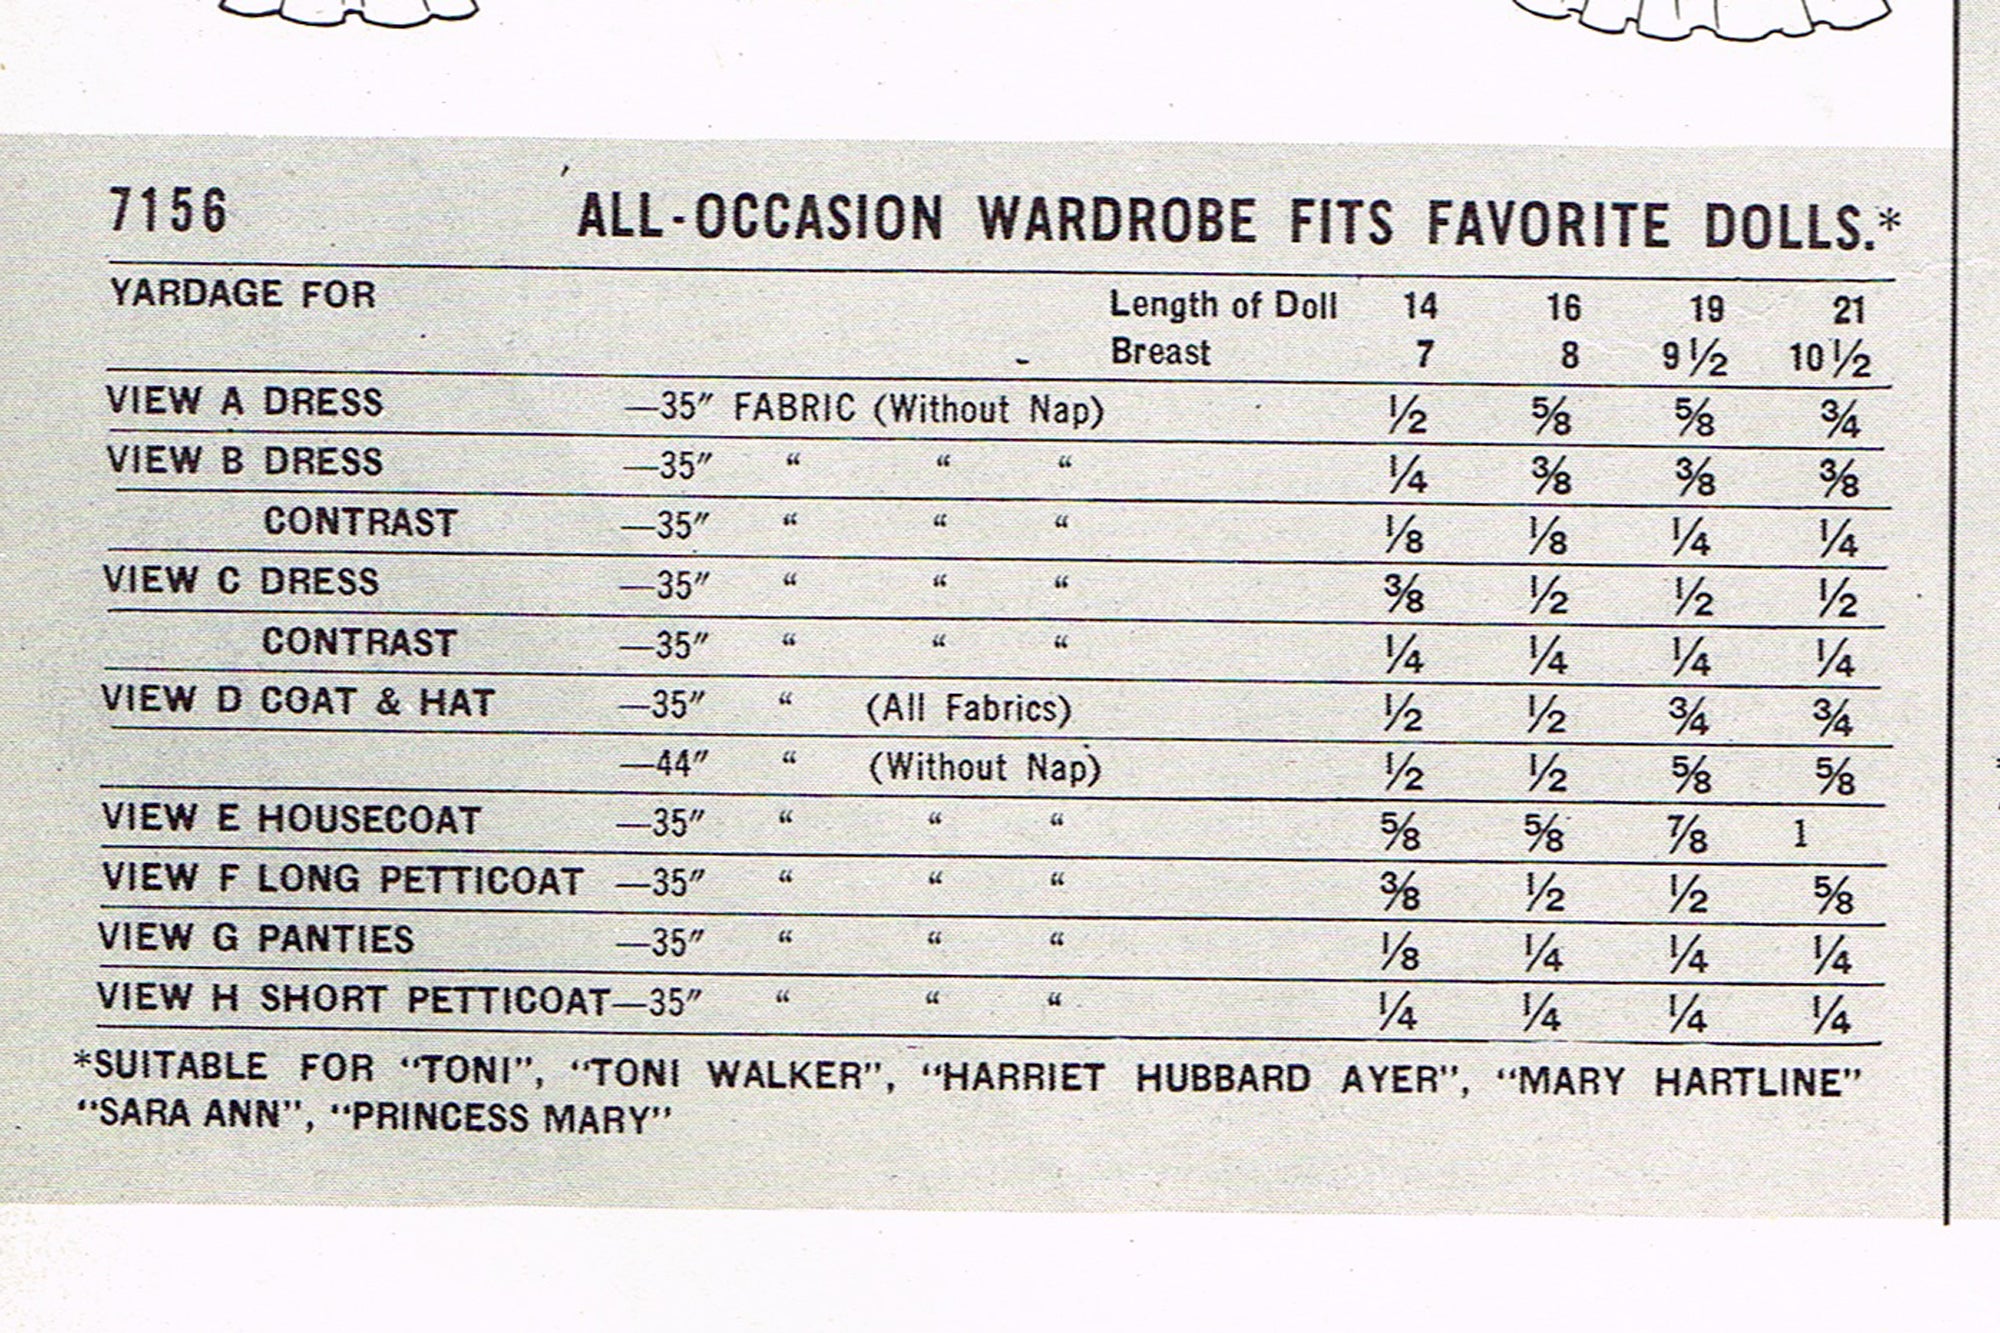 7156 ALL-OCCASION WARDROBE FITS FAVORITE DOLLS.*
YARDAGE FOR Length of Doll 14 16 19 21
Breast 7 8 9½ 10½
VIEW A DRESS —35″ FABRIC (Without Nap) ½ ⅝ ⅝ ¾
VIEW B DRESS —35″ “ “ “ ¼ ⅜ ⅜ ⅜
CONTRAST —35″ “ “ “ ⅛ ⅛ ¼ ¼
VIEW C DRESS —35″ “ “ “ ⅜ ½ ½ ½
CONTRAST —35″ “ “ “ ¼ ¼ ¼ ¼
VIEW D COAT & HAT —35″ “ (All Fabrics) ½ ½ ¾ ¾
—44″ “ (Without Nap) ½ ½ ⅝ ⅝
VIEW E HOUSECOAT —35″ “ “ “ ⅝ ⅝ ⅞ 1
VIEW F LONG PETTICOAT —35″ “ “ “ ⅜ ½ ½ ⅝
VIEW G PANTIES —35″ “ “ “ ⅛ ¼ ¼ ¼
VIEW H SHORT PETTICOAT—35″ “ “ “ ¼ ¼ ¼ ¼
*SUITABLE FOR “TONI”, “TONI WALKER”, “HARRIET HUBBARD AYER”, “MARY HARTLINE”
“SARA ANN”, “PRINCESS MARY”